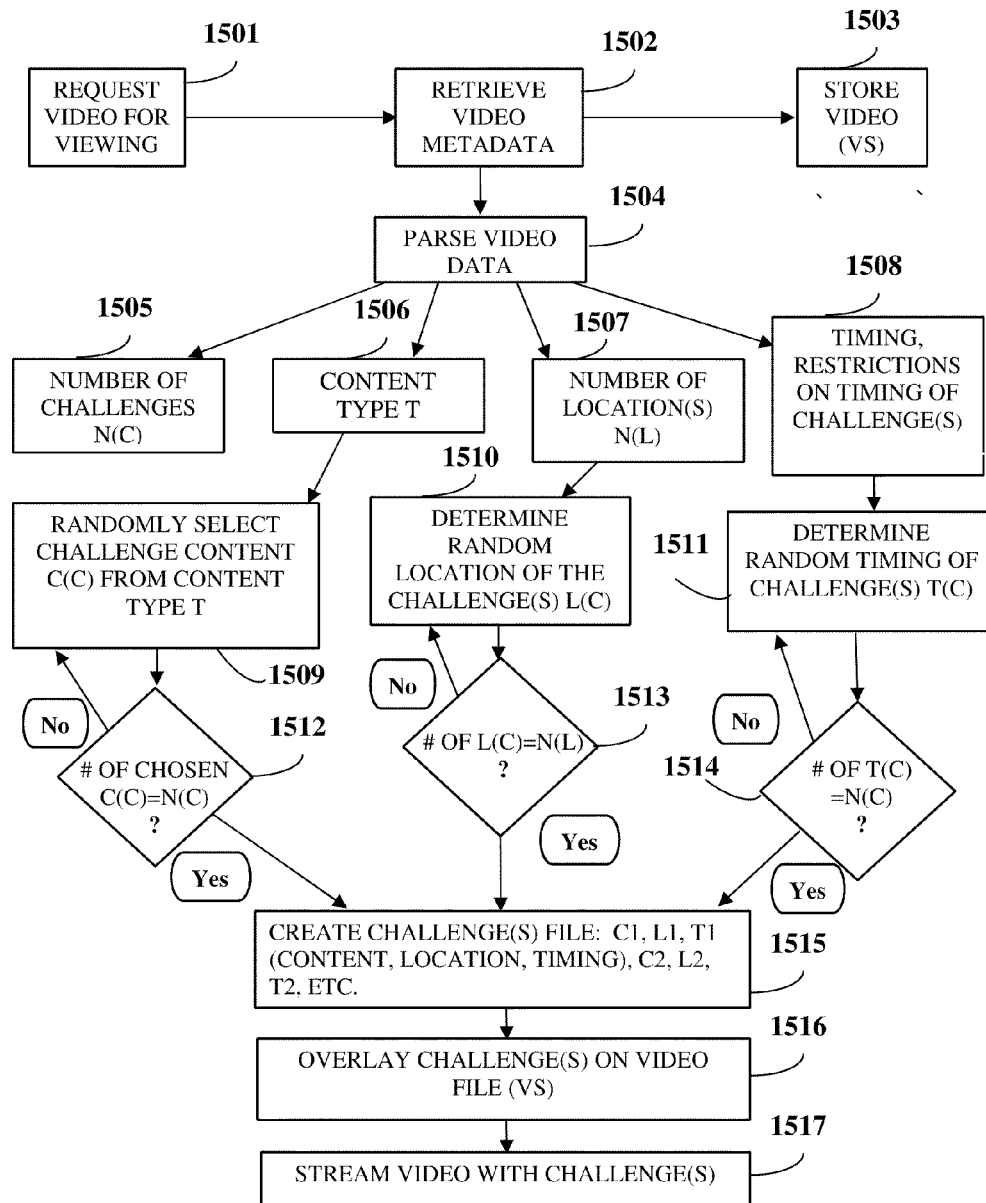 1501
1502
1503
REQUEST
VIDEO FOR
VIEWING
RETRIEVE
VIDEO
METADATA
STORE
VIDEO
(VS)
1504
PARSE VIDEO
DATA
1505
1506
1507
1508
NUMBER OF
CHALLENGES
N(C)
CONTENT
TYPE T
NUMBER OF
LOCATION(S)
N(L)
TIMING,
RESTRICTIONS
ON TIMING OF
CHALLENGE(S)
1510
RANDOMLY SELECT
CHALLENGE CONTENT
C(C) FROM CONTENT
TYPE T
DETERMINE
RANDOM
LOCATION OF THE
CHALLENGE(S) L(C)
1511
DETERMINE
RANDOM TIMING OF
CHALLENGE(S) T(C)
1509
No
No
No
1512
1513
1514
# OF CHOSEN
C(C)=N(C)
?
# OF L(C)=N(L)
?
# OF T(C)
=N(C)
?
Yes
Yes
Yes
CREATE CHALLENGE(S) FILE: C1, L1, T1
(CONTENT, LOCATION, TIMING), C2, L2,
T2, ETC.
1515
1516
OVERLAY CHALLENGE(S) ON VIDEO
FILE (VS)
1517
STREAM VIDEO WITH CHALLENGE(S)